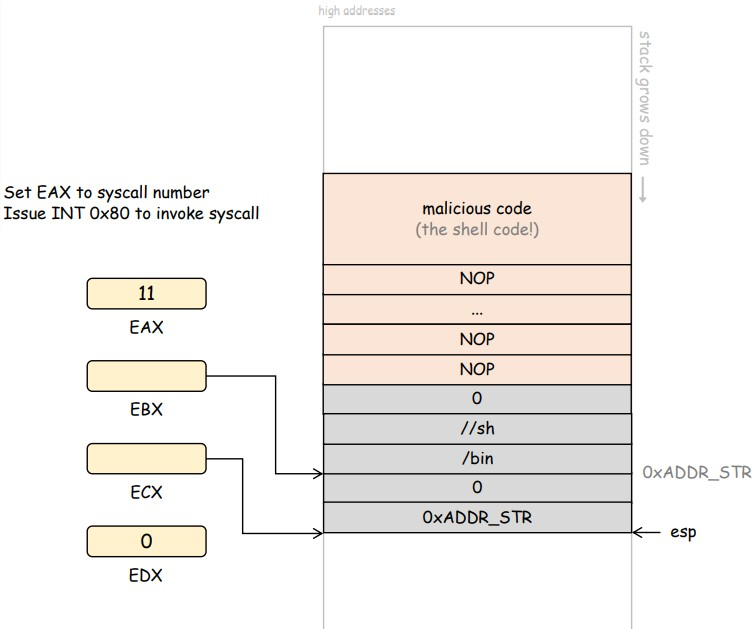 high addresses
stack grows down
Set EAX to syscall number
Issue INT 0x80 to invoke syscall
malicious code
(the shell code!)
NOP
...
NOP
NOP
0
//sh
/bin
0
0xADDR_STR
0xADDR_STR
esp
11
EAX
EBX
ECX
0
EDX